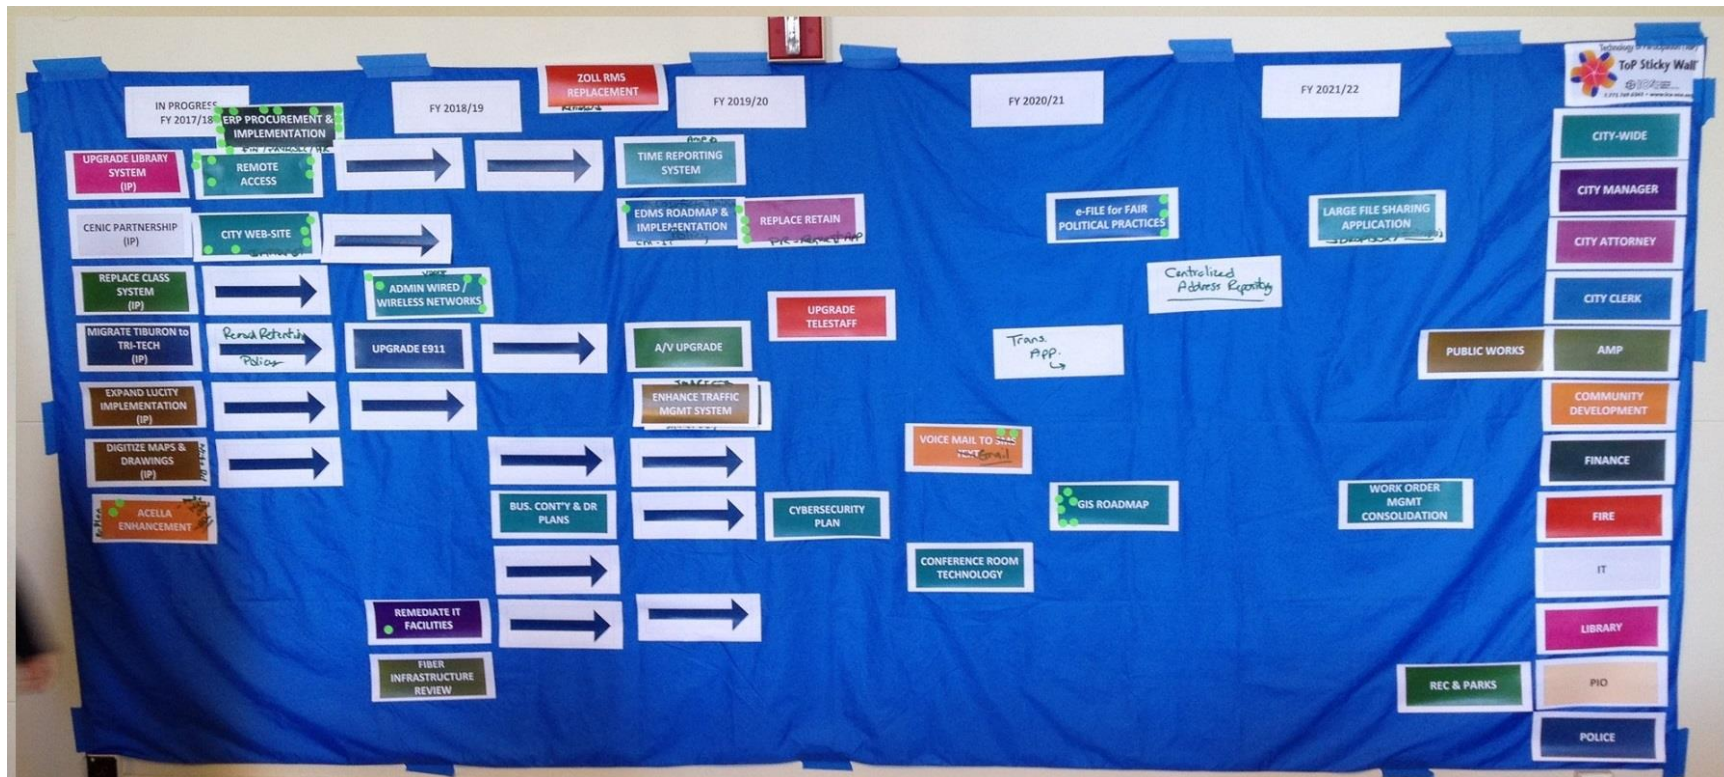 IN PROGRESS
FY 2017/18
FY 2018/19
ZOLL RMS
REPLACEMENT
FY 2019/20
FY 2020/21
FY 2021/22
ToP Sticky Wall
ERP PROCUREMENT &
IMPLEMENTATION
UPGRADE LIBRARY
SYSTEM
(IP)
REMOTE
ACCESS
TIME REPORTING
SYSTEM
CENIC PARTNERSHIP
(IP)
CITY WEB-SITE
EDMS ROADMAP &
IMPLEMENTATION
REPLACE RETAIN
e-FILE for FAIR
POLITICAL PRACTICES
LARGE FILE SHARING
APPLICATION
REPLACE CLASS
SYSTEM
(IP)
ADMIN WIRED /
WIRELESS NETWORKS
UPGRADE
TELESTAFF
Centralized
Address Repository
MIGRATE TIBURON to
TRI-TECH
(IP)
Policy
UPGRADE E911
A/V UPGRADE
Trans.
App.
EXPAND LUCITY
IMPLEMENTATION
(IP)
ENHANCE TRAFFIC
MGMT SYSTEM
DIGITIZE MAPS &
DRAWINGS
(IP)
VOICE MAIL TO SMS
TEXT Email
ACELLA
ENHANCEMENT
BUS. CONT'Y & DR
PLANS
CYBERSECURITY
PLAN
GIS ROADMAP
WORK ORDER
MGMT
CONSOLIDATION
CONFERENCE ROOM
TECHNOLOGY
REMEDIATE IT
FACILITIES
FIBER
INFRASTRUCTURE
REVIEW
CITY-WIDE
CITY MANAGER
CITY ATTORNEY
CITY CLERK
PUBLIC WORKS
AMP
COMMUNITY
DEVELOPMENT
FINANCE
FIRE
IT
LIBRARY
REC & PARKS
PIO
POLICE